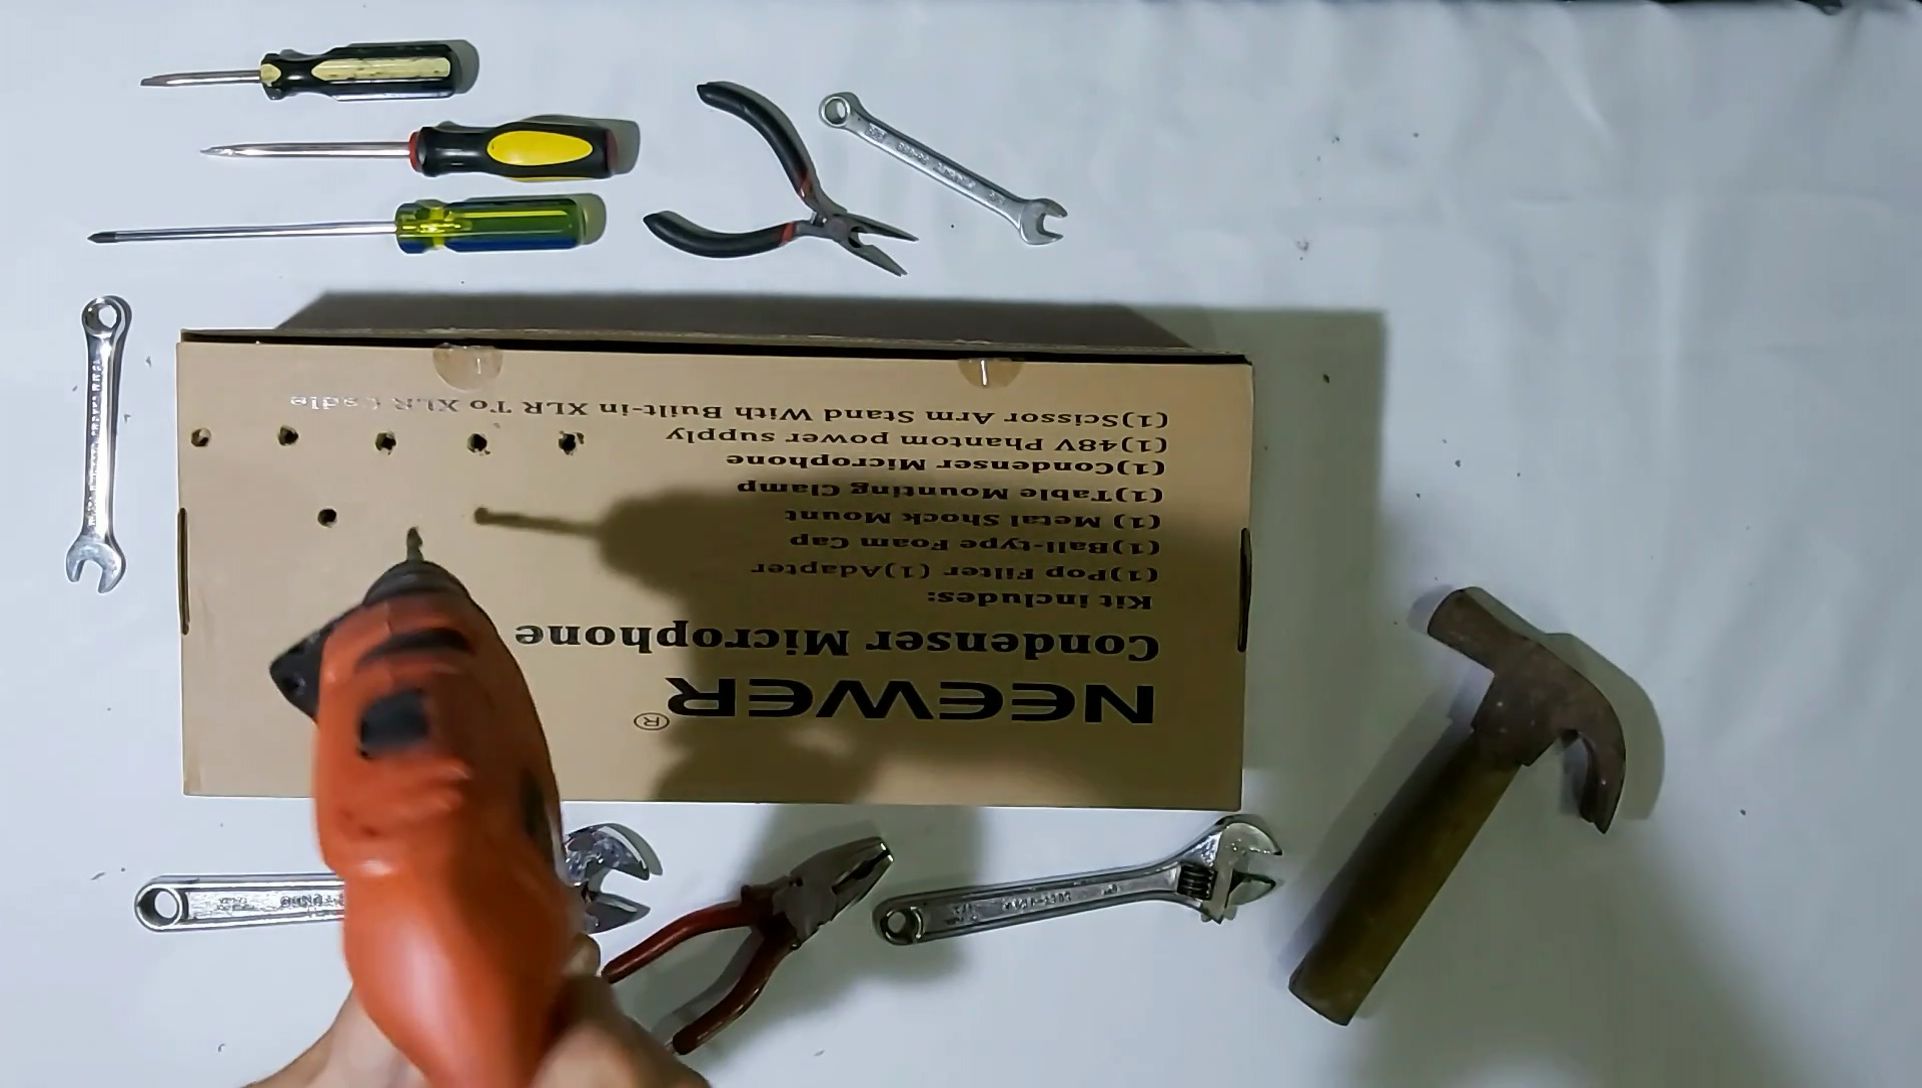 NEEWER®
Condenser Microphone
Kit includes:
(1)Pop Filter (1)Adapter
(1)Ball-type Foam Cap
(1) Metal Shock Mount
(1)Table Mounting Clamp
(1)Condenser Microphone
(1)48V Phantom power supply
(1)Scissor Arm Stand With Built-in XLR To XLR Cable